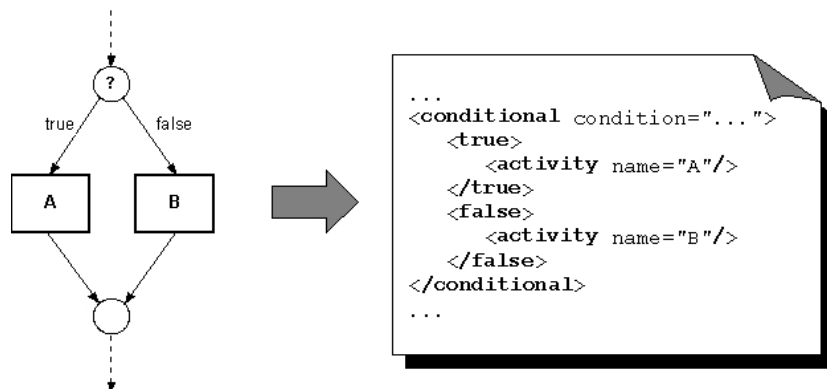 ?
true false
A B
...
<conditional condition="...">
<true>
<activity name="A"/>
</true>
<false>
<activity name="B"/>
</false>
</conditional>
...